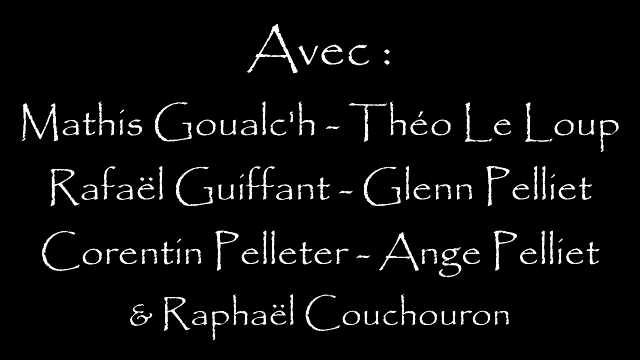 Avec :
Mathis Goualc'h - Théo Le Loup
Rafaël Guiffant - Glenn Pelliet
Corentin Pelleter - Ange Pelliet
& Raphaël Couchouron